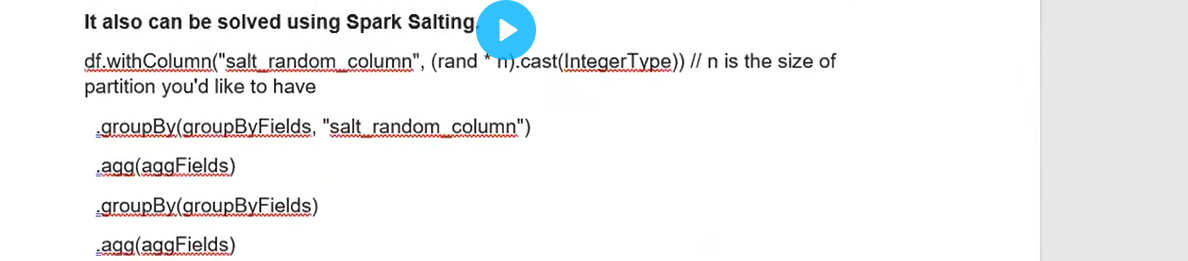 It also can be solved using Spark Salting.
df.withColumn("salt_random_column", (rand * n).cast(IntegerType)) // n is the size of
partition you'd like to have
.groupBy(groupByFields, "salt_random_column")
.agg(aggFields)
.groupBy(groupByFields)
.agg(aggFields)